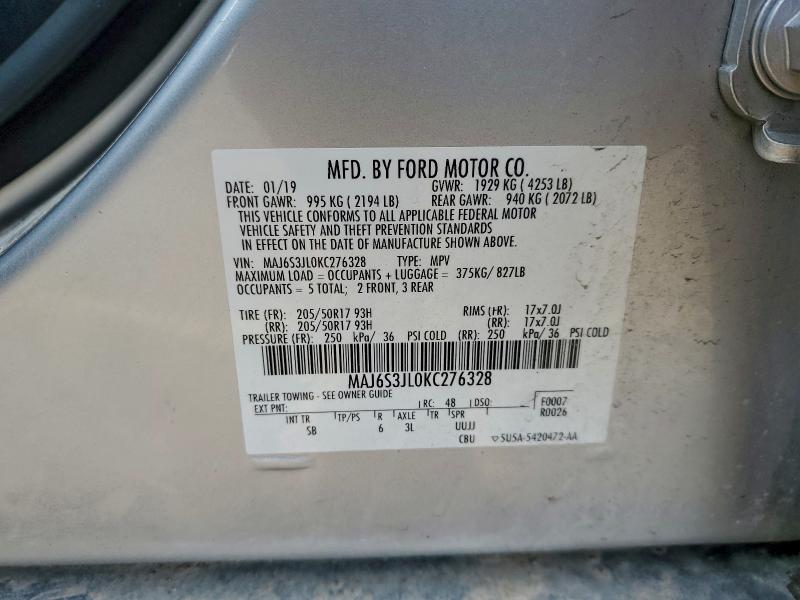 MFD. BY FORD MOTOR CO.
DATE: 01/19 GVWR: 1929 KG ( 4253 LB)
FRONT GAWR: 995 KG ( 2194 LB) REAR GAWR: 940 KG ( 2072 LB)
THIS VEHICLE CONFORMS TO ALL APPLICABLE FEDERAL MOTOR
VEHICLE SAFETY AND THEFT PREVENTION STANDARDS
IN EFFECT ON THE DATE OF MANUFACTURE SHOWN ABOVE.
VIN: MAJ6S3JL0KC276328 TYPE: MPV
MAXIMUM LOAD = OCCUPANTS + LUGGAGE = 375KG/ 827LB
OCCUPANTS = 5 TOTAL; 2 FRONT, 3 REAR
TIRE (FR): 205/50R17 93H RIMS (FR): 17x7.0J
(RR): 205/50R17 93H (RR): 17x7.0J
PRESSURE (FR): 250 kPa/ 36 PSI COLD (RR): 250 kPa/ 36 PSI COLD
MAJ6S3JL0KC276328
TRAILER TOWING - SEE OWNER GUIDE
EXT PNT: RC: 48 DSO: F0007
R0026
INT TR TP/PS R AXLE TR SPR
SB 6 3L UUJJ
CBU SU5A-5420472-AA